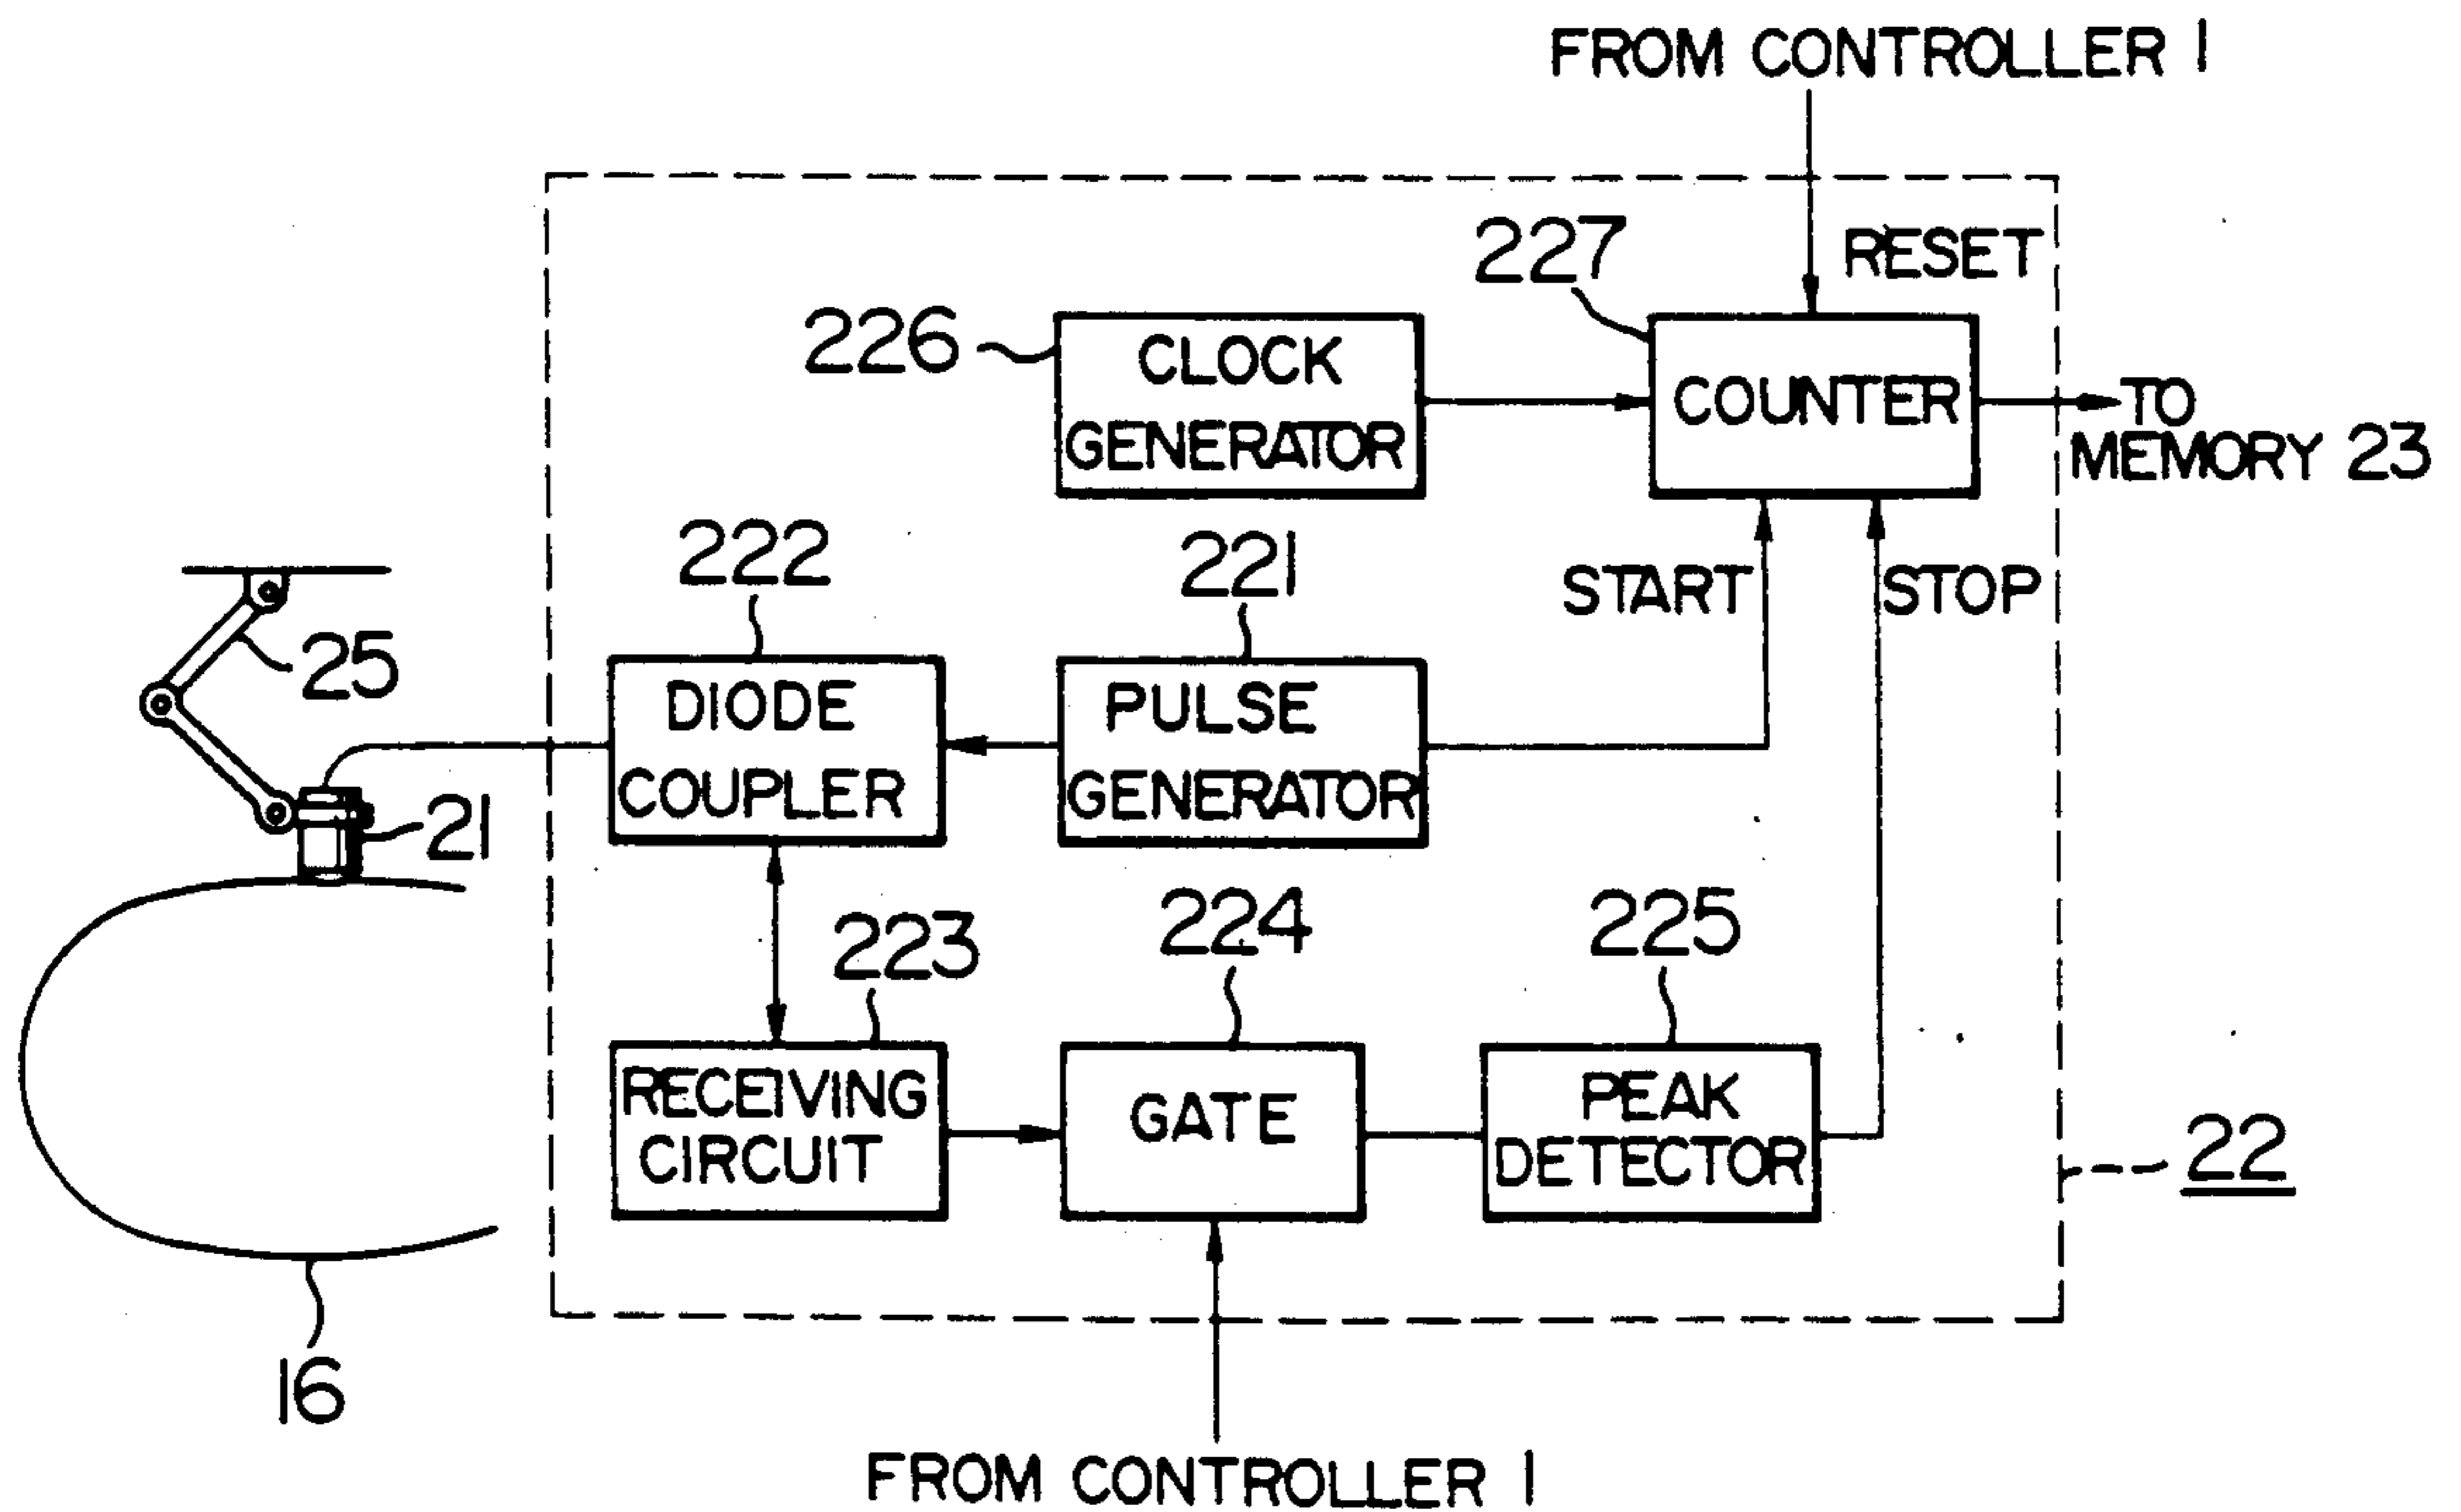 FROM CONTROLLER 1
RESET
227
226
CLOCK
GENERATOR
COUNTER
TO
MEMORY 23
222
221
START
STOP
25
DIODE
COUPLER
PULSE
GENERATOR
21
223
224
225
RECEIVING
CIRCUIT
GATE
PEAK
DETECTOR
22
16
FROM CONTROLLER 1